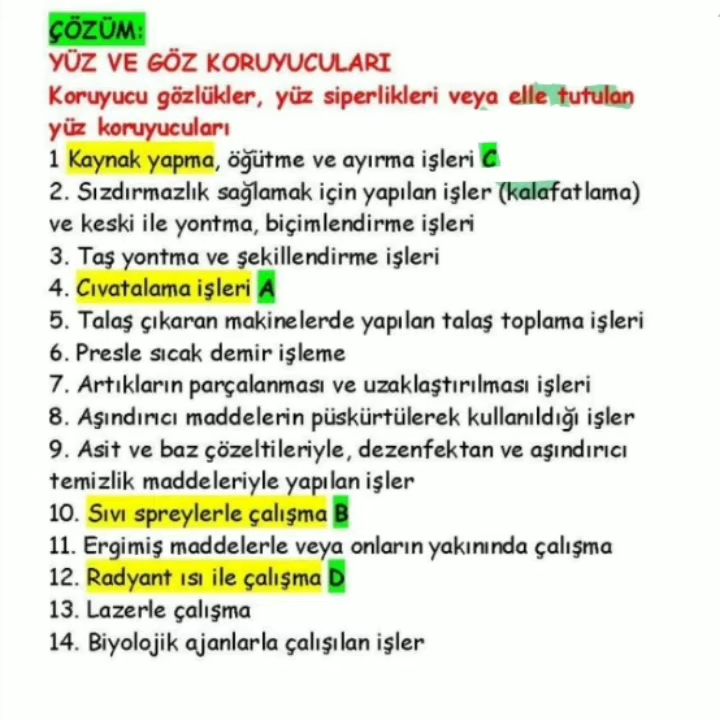 ÇÖZÜM:
YÜZ VE GÖZ KORUYUCULARI
Koruyucu gözlükler, yüz siperlikleri veya elle tutulan
yüz koruyucuları
1 Kaynak yapma, öğütme ve ayırma işleri C
2. Sızdırmazlık sağlamak için yapılan işler (kalafatlama)
ve keski ile yontma, biçimlendirme işleri
3. Taş yontma ve şekillendirme işleri
4. Cıvatalama işleri A
5. Talaş çıkaran makinelerde yapılan talaş toplama işleri
6. Presle sıcak demir işleme
7. Artıkların parçalanması ve uzaklaştırılması işleri
8. Aşındırıcı maddelerin püskürtülerek kullanıldığı işler
9. Asit ve baz çözeltileriyle, dezenfektan ve aşındırıcı
temizlik maddeleriyle yapılan işler
10. Sıvı spreylerle çalışma B
11. Ergimiş maddelerle veya onların yakınında çalışma
12. Radyant ısı ile çalışma D
13. Lazerle çalışma
14. Biyolojik ajanlarla çalışılan işler